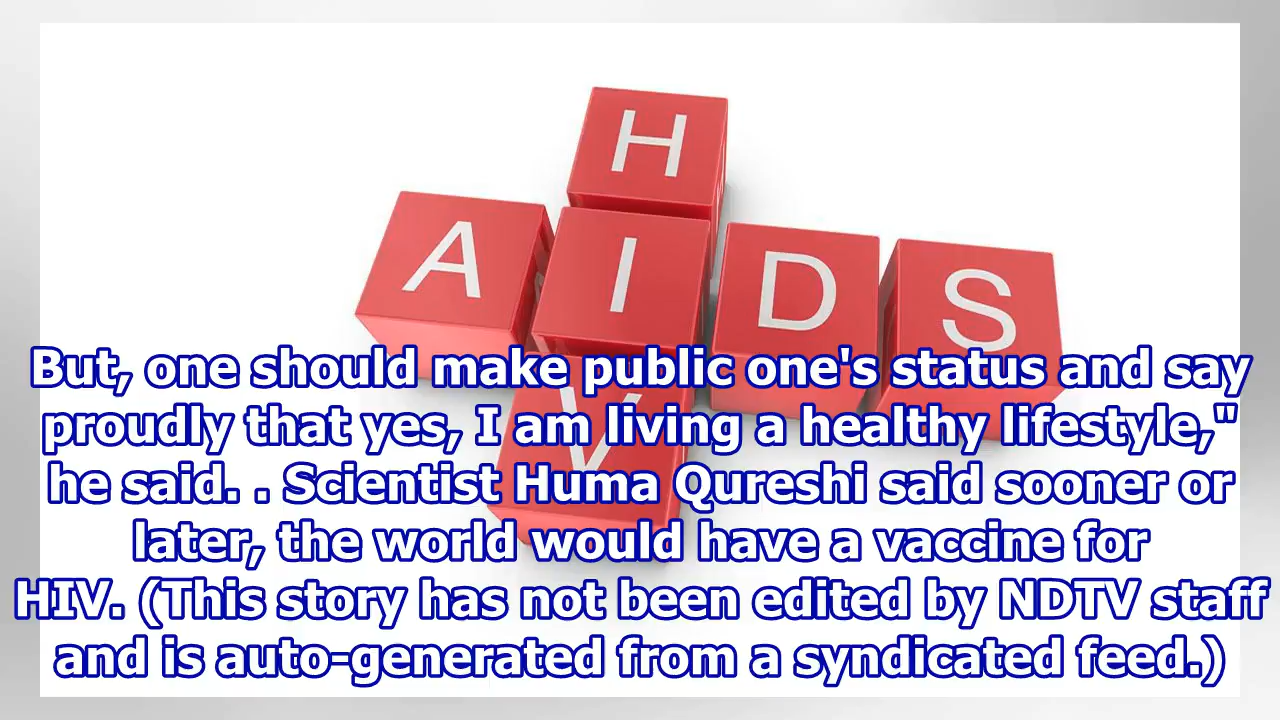 H
AIDS
V
But, one should make public one's status and say
proudly that yes, I am living a healthy lifestyle,"
he said. . Scientist Huma Qureshi said sooner or
later, the world would have a vaccine for
HIV. (This story has not been edited by NDTV staff
and is auto-generated from a syndicated feed.)